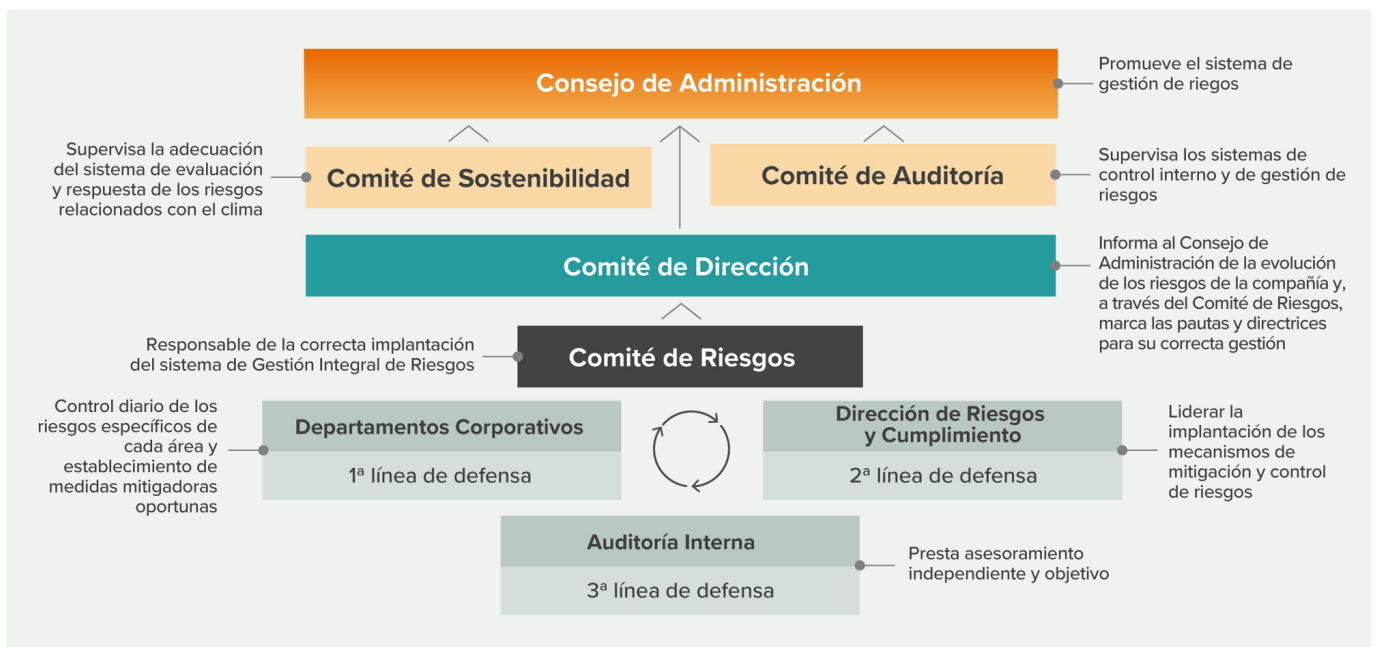 Consejo de Administración
Promueve el sistema de
gestión de riegos
Supervisa la adecuación
del sistema de evaluación
y respuesta de los riesgos
relacionados con el clima
Comité de Sostenibilidad
Comité de Auditoría
Supervisa los sistemas de
control interno y de gestión de
riesgos
Comité de Dirección
Informa al Consejo de
Administración de la evolución
de los riesgos de la compañía y,
a través del Comité de Riesgos,
marca las pautas y directrices
para su correcta gestión
Responsable de la correcta implantación
del sistema de Gestión Integral de Riesgos
Comité de Riesgos
Control diario de los
riesgos específicos de
cada área y
establecimiento de
medidas mitigadoras
oportunas
Departamentos Corporativos
1ª línea de defensa
Dirección de Riesgos
y Cumplimiento
2ª línea de defensa
Liderar la
implantación de los
mecanismos de
mitigación y control
de riesgos
Auditoría Interna
3ª línea de defensa
Presta asesoramiento
independiente y objetivo